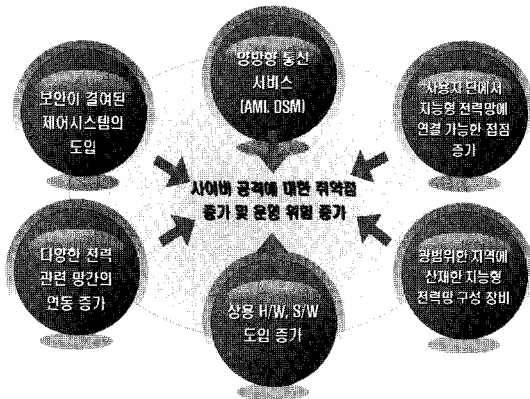 보안이 결여된
제어시스템의
도입
양방향 통신
서비스
(AMI, DSM)
사용자 단에서
지능형 전력망에
연결 가능한 접점
증가
사이버 공격에 대한 취약점
증가 및 운영 위험 증가
다양한 전력
관련 망간의
연동 증가
상용 H/W, S/W
도입 증가
광범위한 지역에
산재한 지능형
전력망 구성 장비